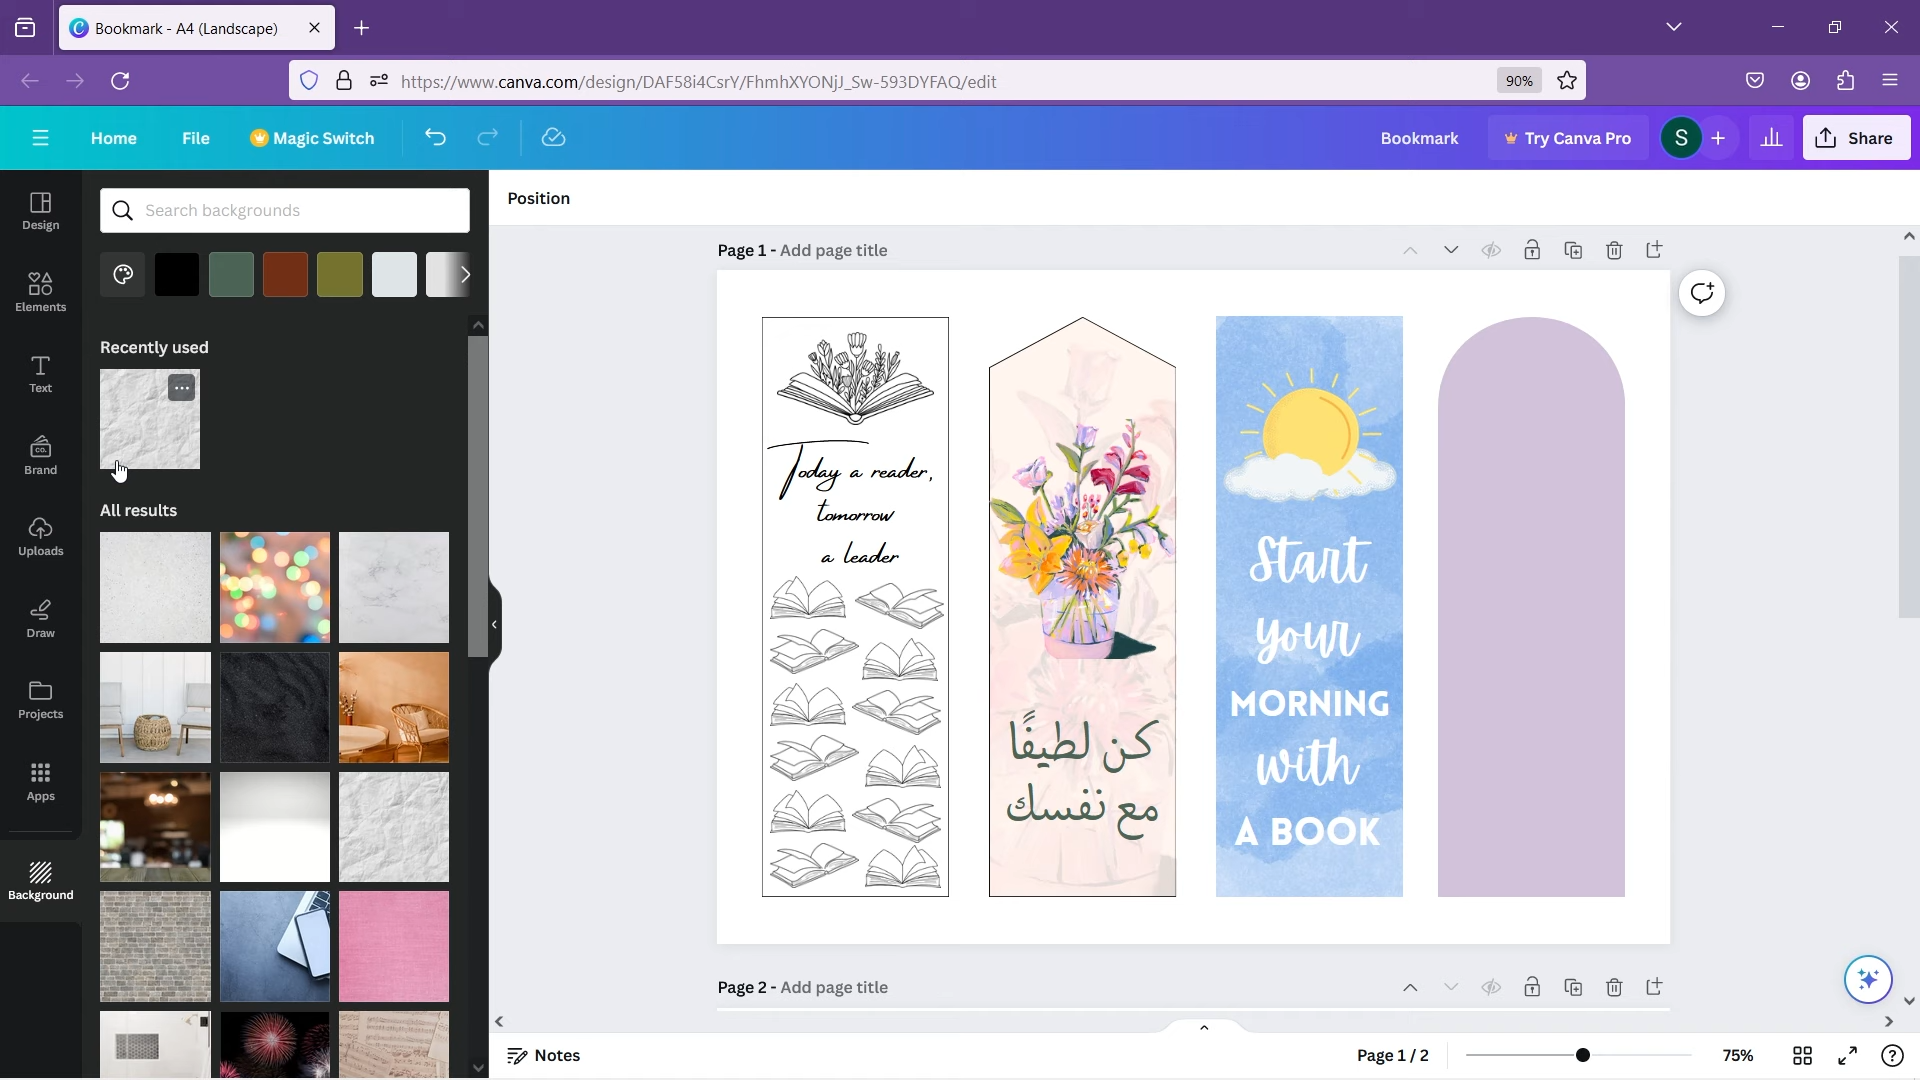 Bookmark - A4 (Landscape)
https://www.canva.com/design/DAF58i4CsrY/FhmhXYONjJ_Sw-593DYFAQ/edit
90%
Home
File
Magic Switch
Bookmark
Try Canva Pro
S
Share
Design
Elements
Text
CO.
Brand
Uploads
Draw
Projects
Apps
Background
Search backgrounds
Recently used
All results
Position
Page 1 - Add page title
Today a reader,
tomorrow
a leader
كن لطيفًا
مع نفسك
Start
your
MORNING
with
A BOOK
Page 2 - Add page title
Notes
Page 1 / 2
75%